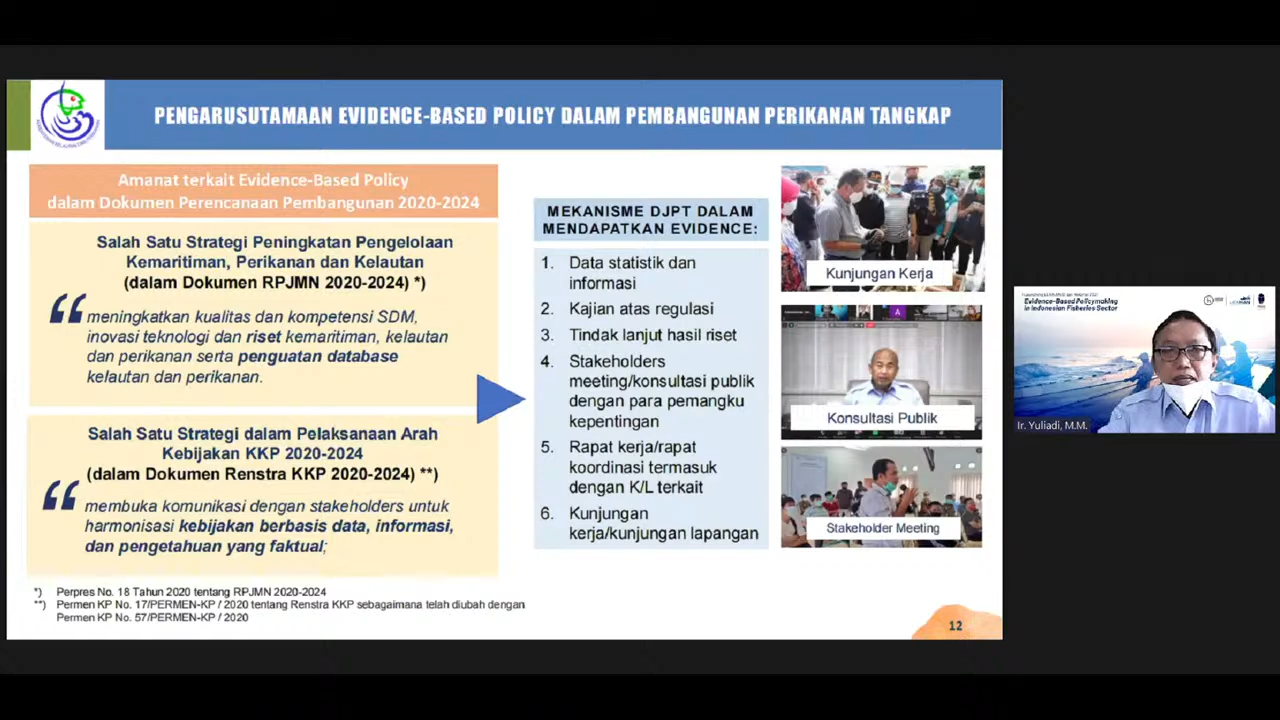 PENGARUSUTAMAAN EVIDENCE-BASED POLICY DALAM PEMBANGUNAN PERIKANAN TANGKAP
Amanat terkait Evidence-Based Policy
dalam Dokumen Perencanaan Pembangunan 2020-2024
Salah Satu Strategi Peningkatan Pengelolaan
Kemaritiman, Perikanan dan Kelautan
(dalam Dokumen RPJMN 2020-2024) *)
“ meningkatkan kualitas dan kompetensi SDM,
inovasi teknologi dan riset kemaritiman, kelautan
dan perikanan serta penguatan database
kelautan dan perikanan.
Salah Satu Strategi dalam Pelaksanaan Arah
Kebijakan KKP 2020-2024
(dalam Dokumen Renstra KKP 2020-2024) **)
“ membuka komunikasi dengan stakeholders untuk
harmonisasi kebijakan berbasis data, informasi,
dan pengetahuan yang faktual;
*) Perpres No. 18 Tahun 2020 tentang RPJMN 2020-2024
**) Permen KP No. 17/PERMEN-KP / 2020 tentang Renstra KKP sebagaimana telah diubah dengan
Permen KP No. 57/PERMEN-KP / 2020
MEKANISME DJPT DALAM
MENDAPATKAN EVIDENCE:
1. Data statistik dan
informasi
2. Kajian atas regulasi
3. Tindak lanjut hasil riset
4. Stakeholders
meeting/konsultasi publik
dengan para pemangku
kepentingan
5. Rapat kerja/rapat
koordinasi termasuk
dengan K/L terkait
6. Kunjungan
kerja/kunjungan lapangan
Kunjungan Kerja
A
Konsultasi Publik
Stakeholder Meeting
12
Evidence-Based Policymaking
in Indonesian Fisheries Sector
Ir. Yuliadi, M.M.